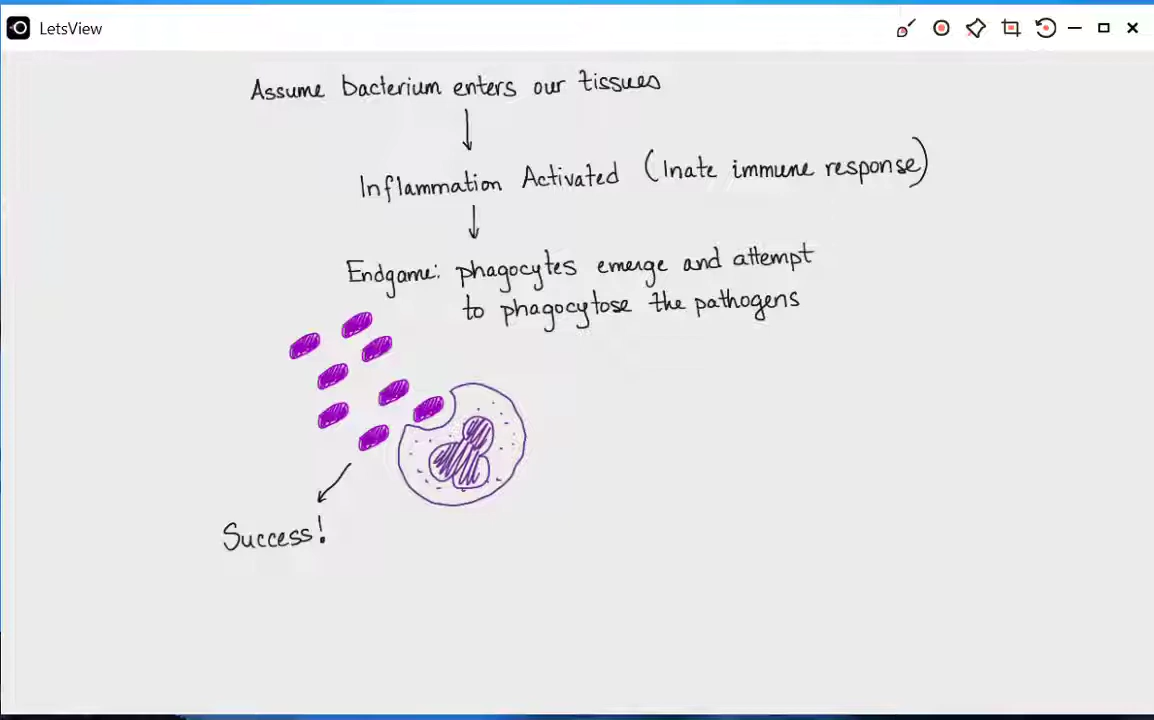 LetsView
Assume bacterium enters our tissues
Inflammation Activated (Inate immune response)
Endgame: phagocytes emerge and attempt
to phagocytose the pathogens
Success!